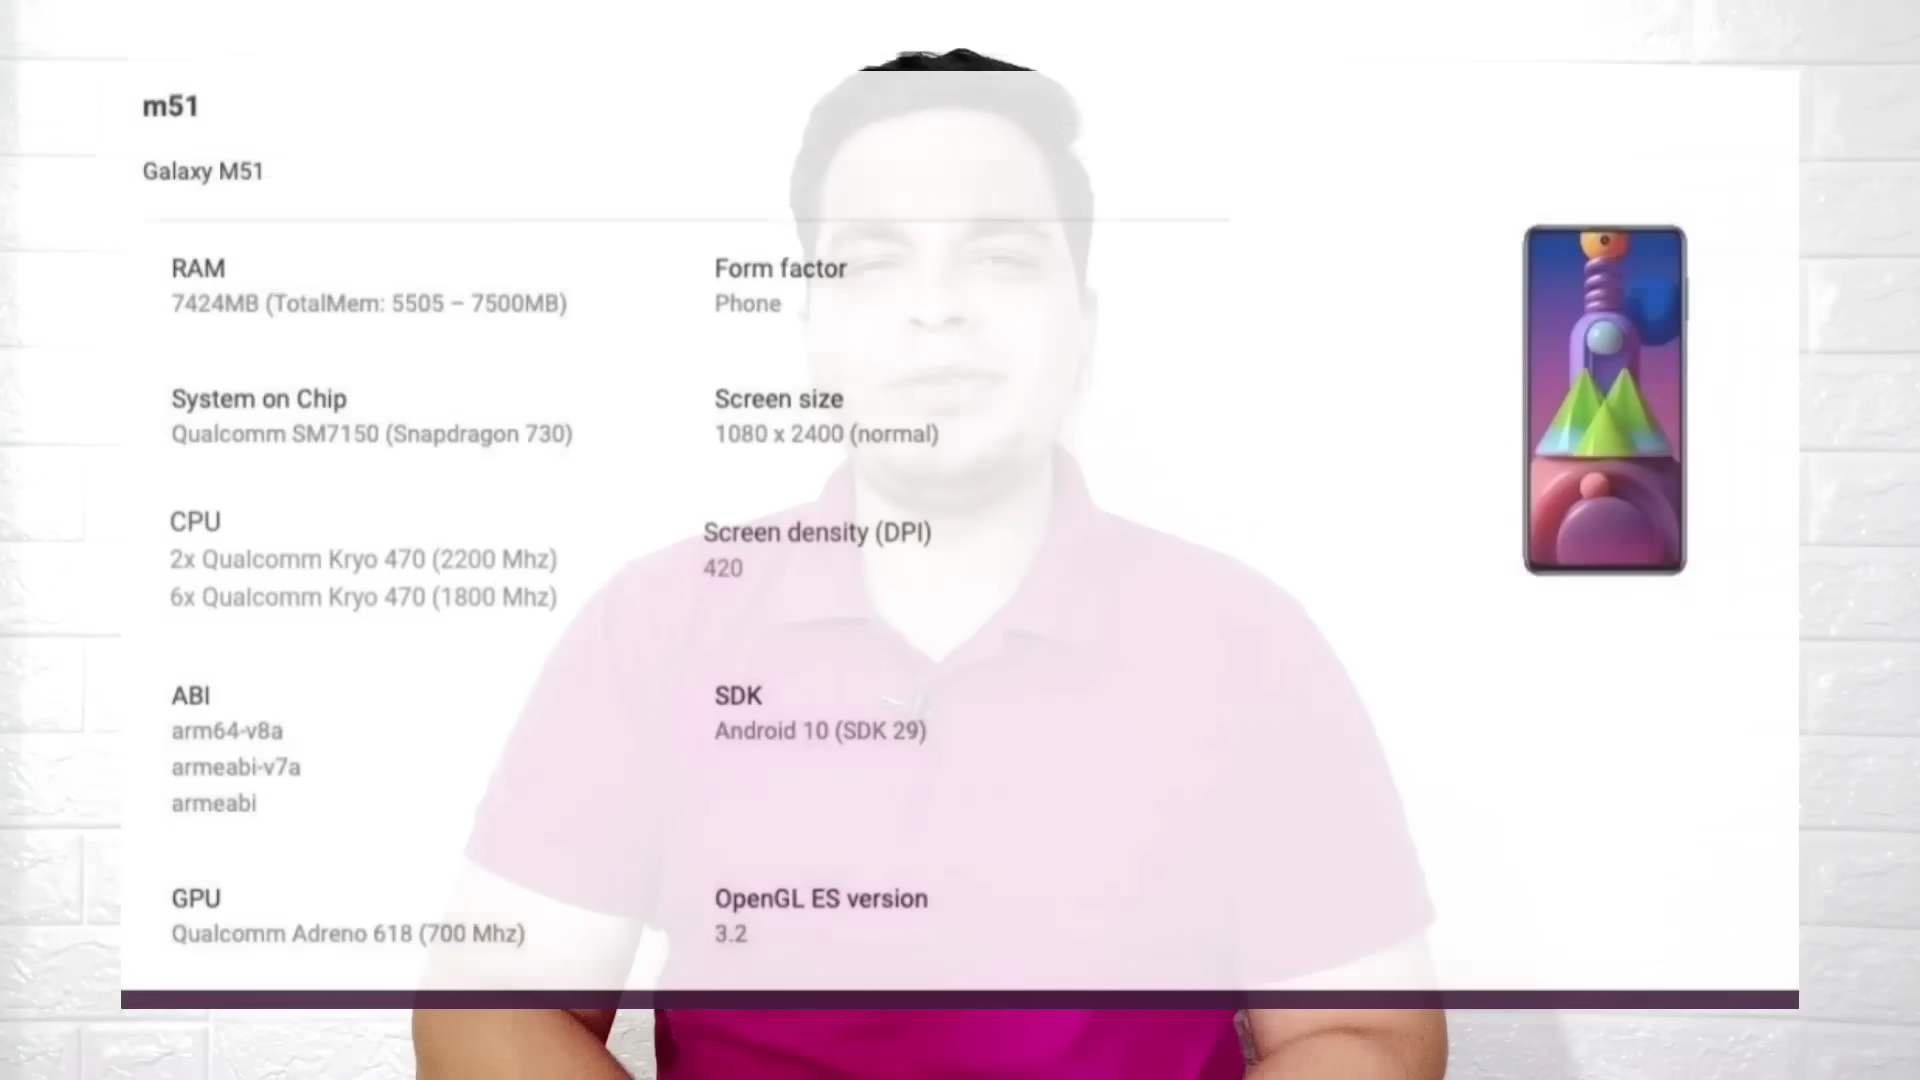 m51
Galaxy M51
RAM
7424MB (TotalMem: 5505 – 7500MB)
Form factor
Phone
System on Chip
Qualcomm SM7150 (Snapdragon 730)
Screen size
1080 x 2400 (normal)
CPU
2x Qualcomm Kryo 470 (2200 Mhz)
6x Qualcomm Kryo 470 (1800 Mhz)
Screen density (DPI)
420
ABI
arm64-v8a
armeabi-v7a
armeabi
SDK
Android 10 (SDK 29)
GPU
Qualcomm Adreno 618 (700 Mhz)
OpenGL ES version
3.2